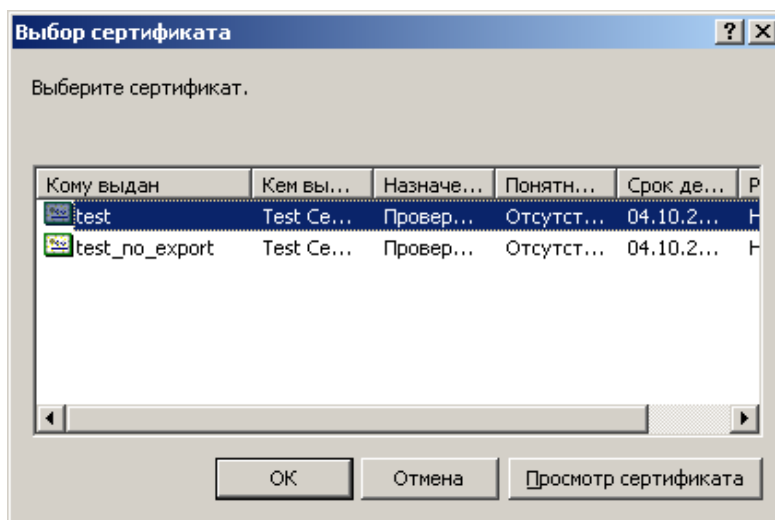 Выбор сертификата
Выберите сертификат.
Кому выдан Кем вы... Назначе... Понятн... Срок де... Р
test Test Ce... Провер... Отсутст... 04.10.2... Н
test_no_export Test Ce... Провер... Отсутст... 04.10.2... Н
ОК Отмена Просмотр сертификата